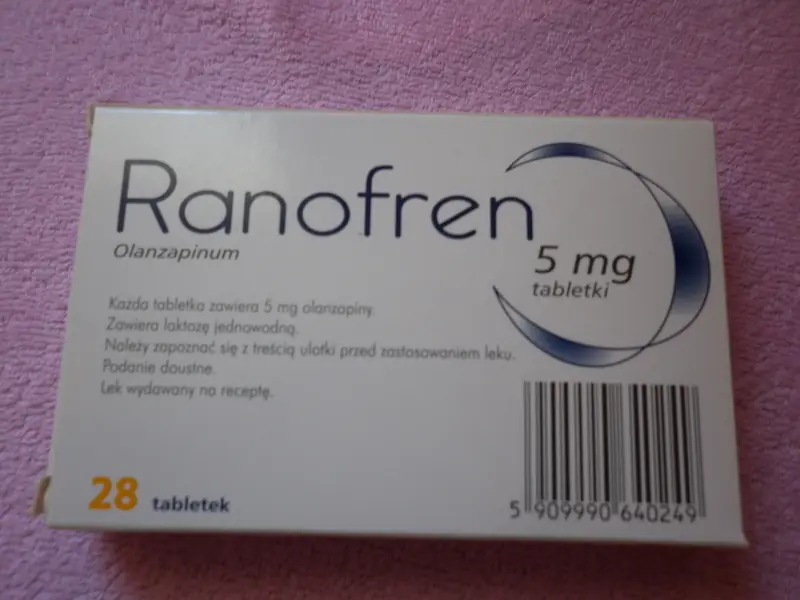 Ranofren
Olanzapinum
5 mg
tabletki
Każda tabletka zawiera 5 mg olanzapiny.
Zawiera laktozę jednowodną.
Należy zapoznać się z treścią ulotki przed zastosowaniem leku.
Podanie doustne.
Lek wydawany na receptę.
28 tabletek
5 909990 640249